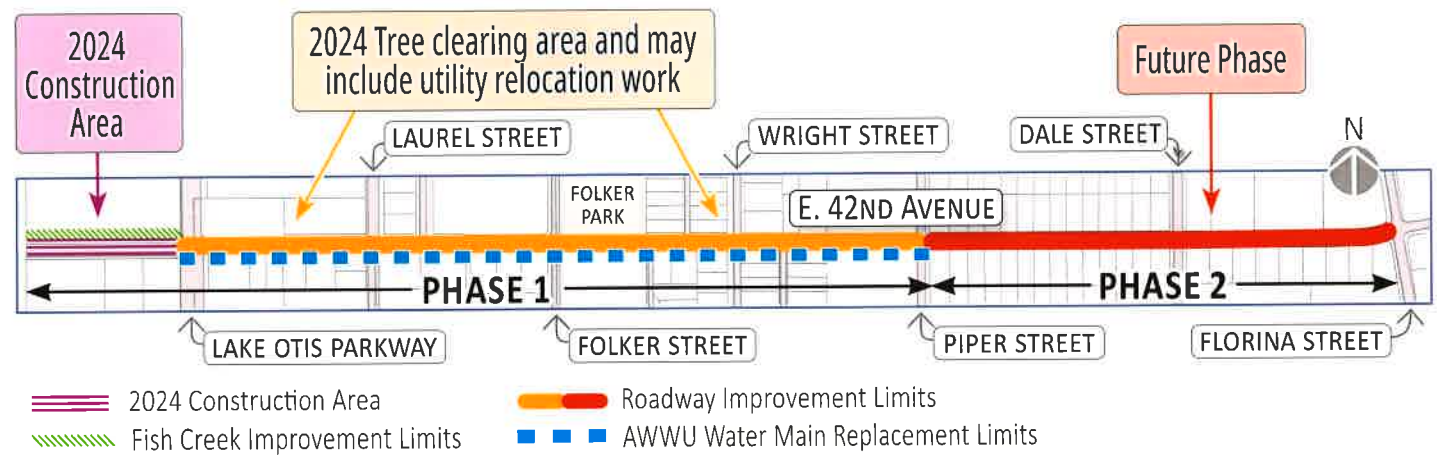 2024
Construction
Area
2024 Tree clearing area and may
include utility relocation work
Future Phase
LAUREL STREET
WRIGHT STREET
DALE STREET
N
FOLKER
PARK
E. 42ND AVENUE
PHASE 1
PHASE 2
LAKE OTIS PARKWAY
FOLKER STREET
PIPER STREET
FLORINA STREET
2024 Construction Area
Roadway Improvement Limits
Fish Creek Improvement Limits
AWWU Water Main Replacement Limits